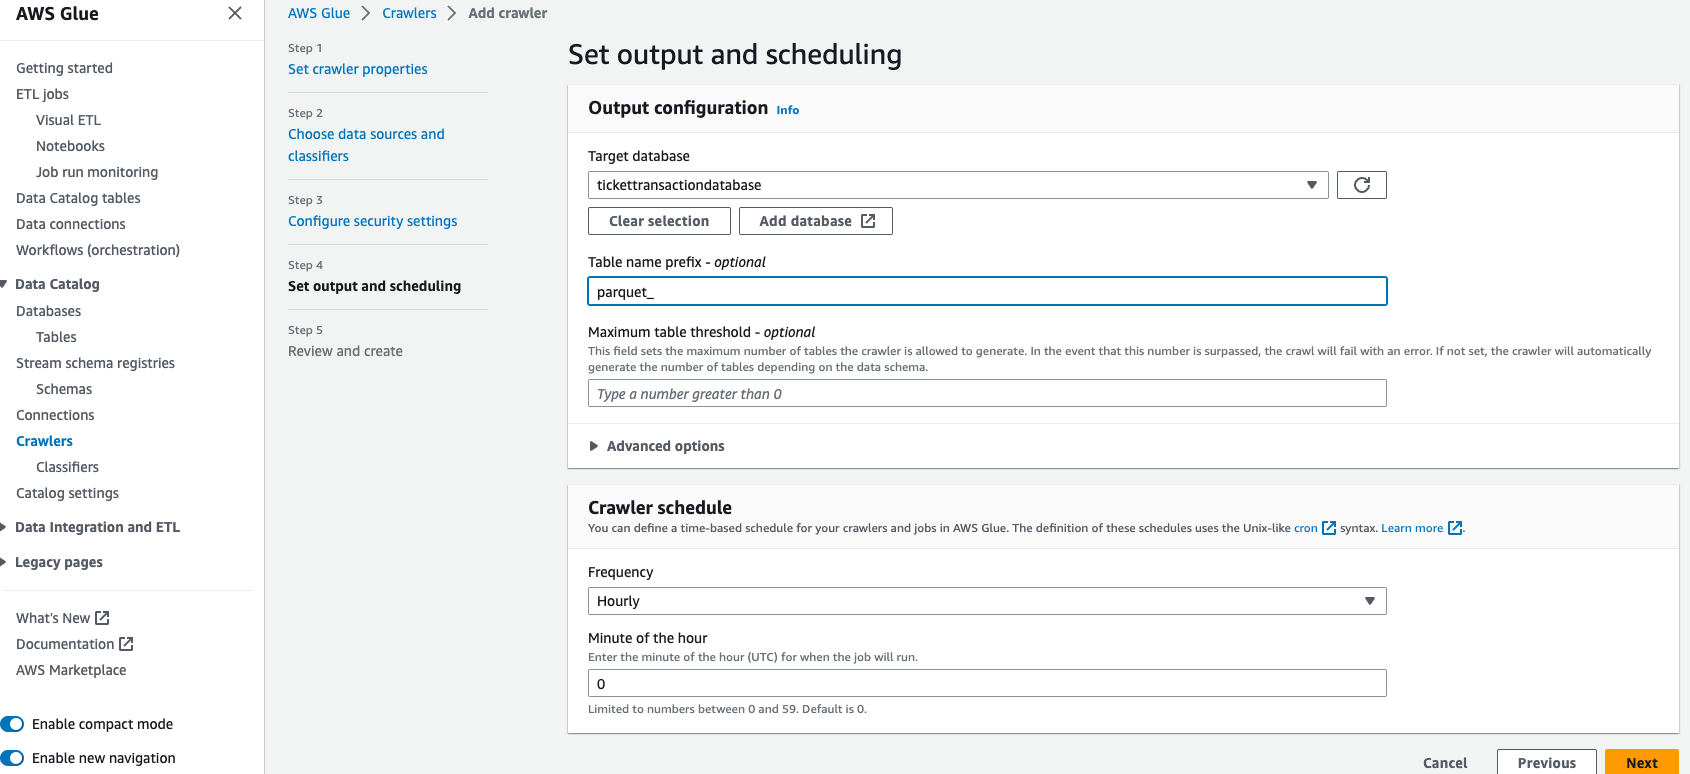 AWS Glue
Getting started
ETL jobs
Visual ETL
Notebooks
Job run monitoring
Data Catalog tables
Data connections
Workflows (orchestration)
Data Catalog
Databases
Tables
Stream schema registries
Schemas
Connections
Crawlers
Classifiers
Catalog settings
Data Integration and ETL
Legacy pages
What's New
Documentation
AWS Marketplace
Enable compact mode
Enable new navigation
AWS Glue > Crawlers > Add crawler
Step 1
Set crawler properties
Step 2
Choose data sources and
classifiers
Step 3
Configure security settings
Step 4
Set output and scheduling
Step 5
Review and create
Set output and scheduling
Output configuration Info
Target database
tickettransactiondatabase
Clear selection Add database
Table name prefix - optional
parquet_
Maximum table threshold - optional
This field sets the maximum number of tables the crawler is allowed to generate. In the event that this number is surpassed, the crawl will fail with an error. If not set, the crawler will automatically
generate the number of tables depending on the data schema.
Type a number greater than 0
Advanced options
Crawler schedule
You can define a time-based schedule for your crawlers and jobs in AWS Glue. The definition of these schedules uses the Unix-like cron syntax. Learn more .
Frequency
Hourly
Minute of the hour
Enter the minute of the hour (UTC) for when the job will run.
0
Limited to numbers between 0 and 59. Default is 0.
Cancel Previous Next